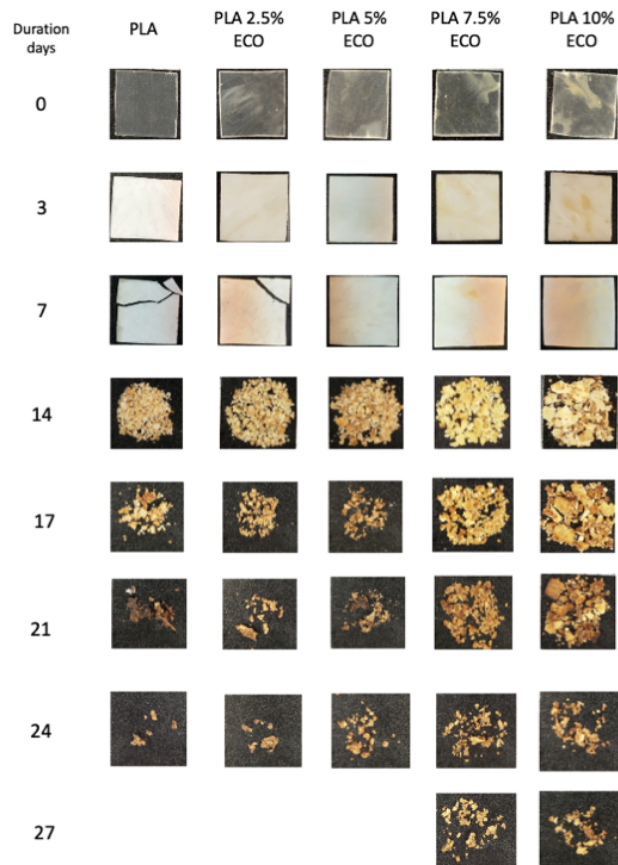 Duration
days
PLA
PLA 2.5%
ECO
PLA 5%
ECO
PLA 7.5%
ECO
PLA 10%
ECO
0
3
7
14
17
21
24
27